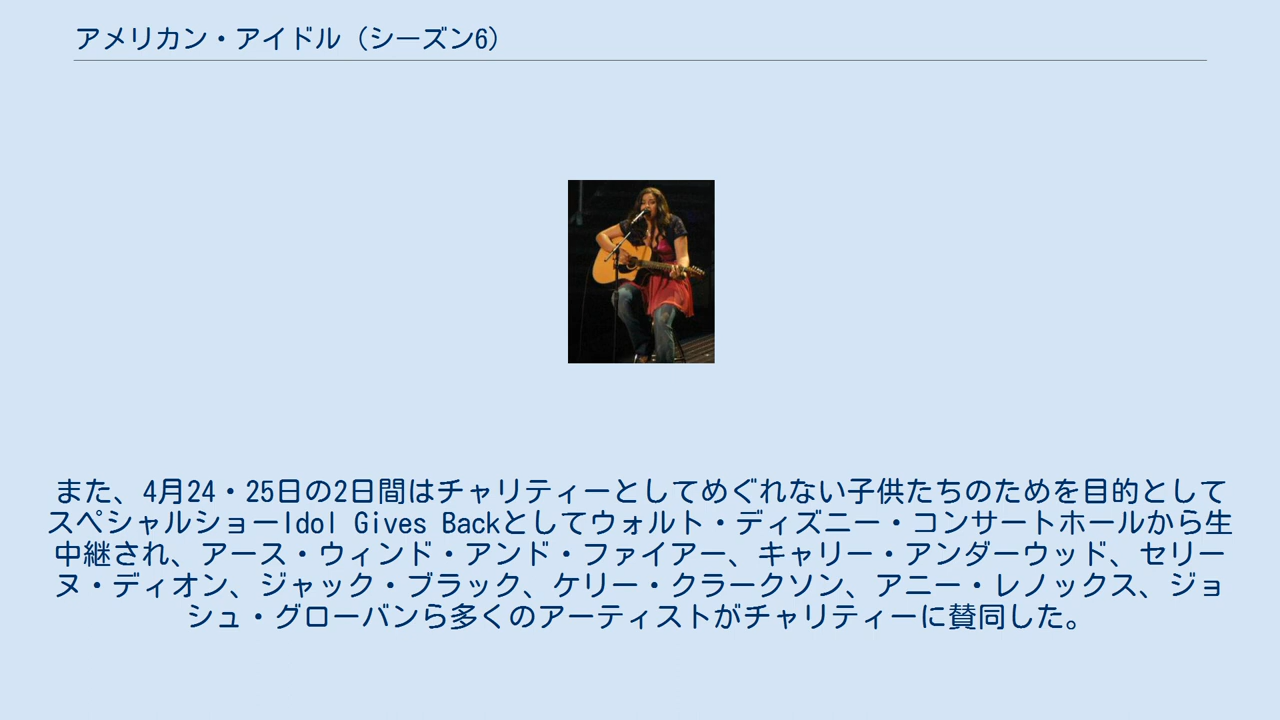 アメリカン・アイドル（シーズン6）
また、4月24・25日の2日間はチャリティーとしてめぐれない子供たちのためを目的として
スペシャルショーIdol Gives Backとしてウォルト・ディズニー・コンサートホールから生
中継され、アース・ウィンド・アンド・ファイアー、キャリー・アンダーウッド、セリー
ヌ・ディオン、ジャック・ブラック、ケリー・クラークソン、アニー・レノックス、ジョ
シュ・グローバンら多くのアーティストがチャリティーに賛同した。